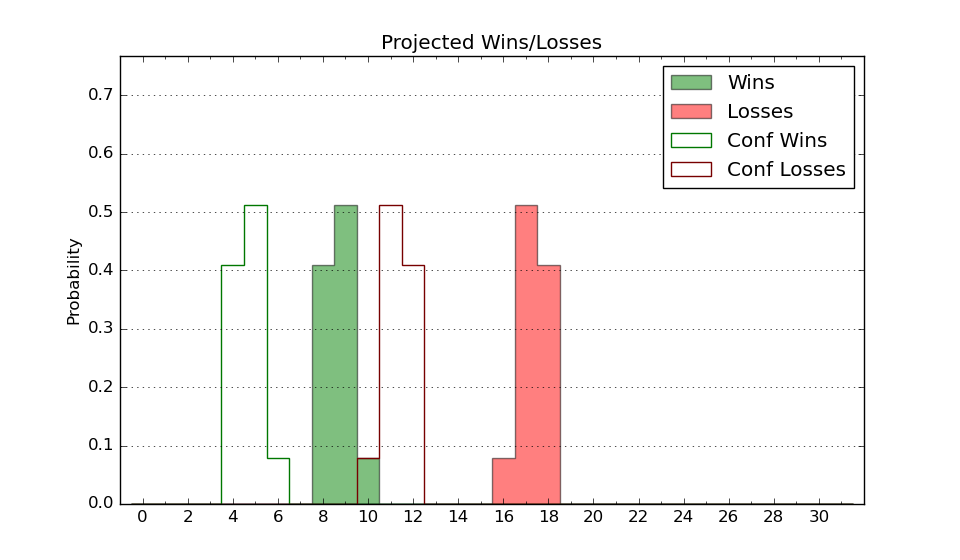 Projected Wins/Losses
Wins
Losses
Conf Wins
Conf Losses
Probability
0.7
0.6
0.5
0.4
0.3
0.2
0.1
0.0
0 2 4 6 8 10 12 14 16 18 20 22 24 26 28 30